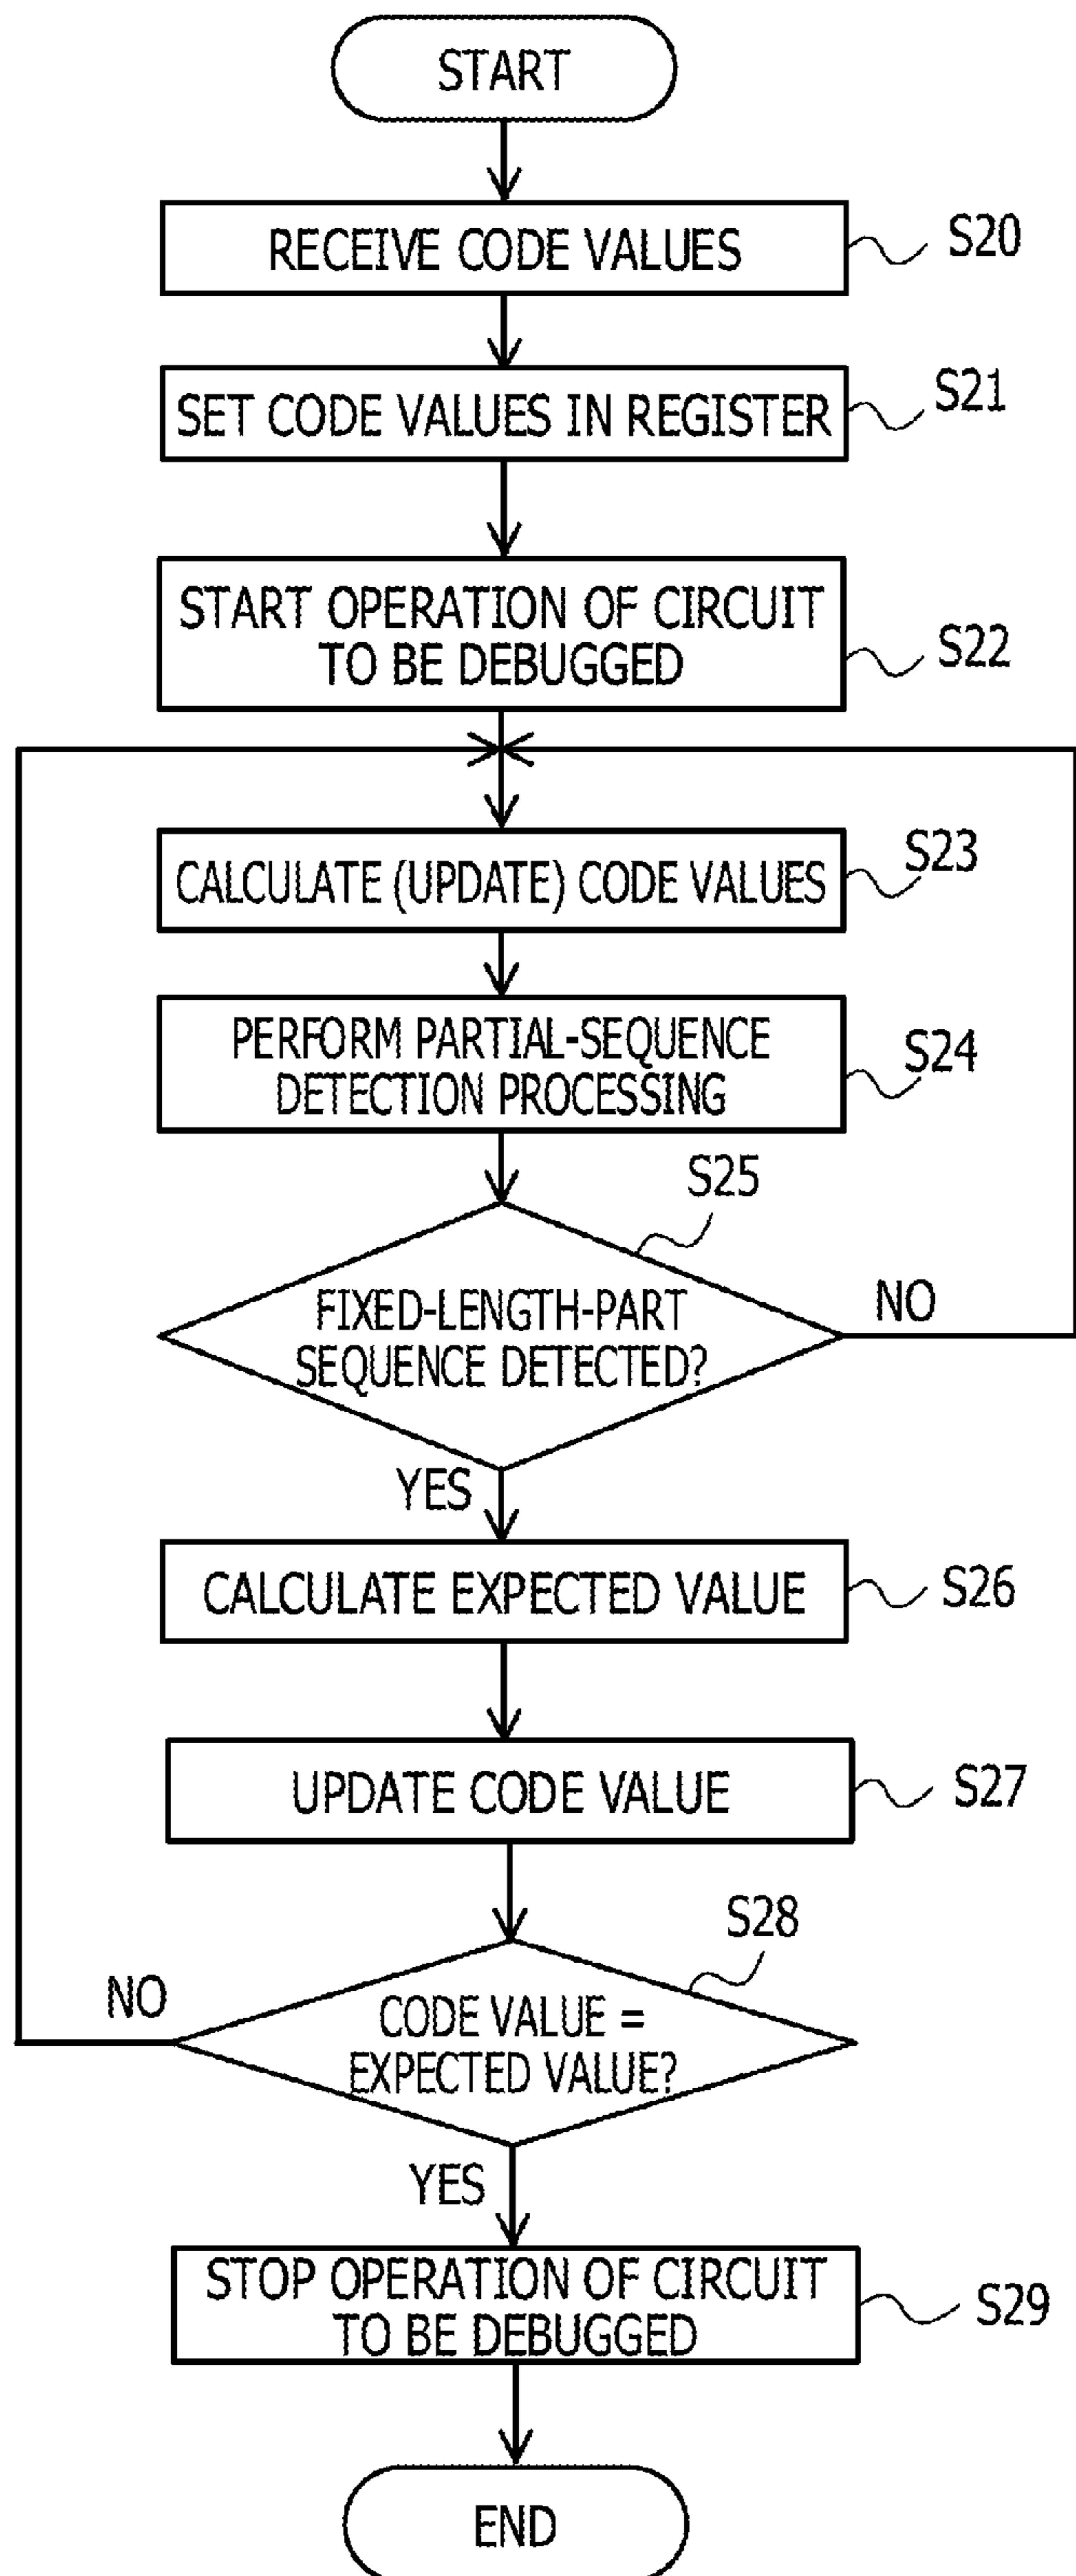 START
RECEIVE CODE VALUES
S20
SET CODE VALUES IN REGISTER
S21
START OPERATION OF CIRCUIT
TO BE DEBUGGED
S22
CALCULATE (UPDATE) CODE VALUES
S23
PERFORM PARTIAL-SEQUENCE
DETECTION PROCESSING
S24
S25
FIXED-LENGTH-PART
SEQUENCE DETECTED?
NO
YES
CALCULATE EXPECTED VALUE
S26
UPDATE CODE VALUE
S27
S28
NO
CODE VALUE =
EXPECTED VALUE?
YES
STOP OPERATION OF CIRCUIT
TO BE DEBUGGED
S29
END